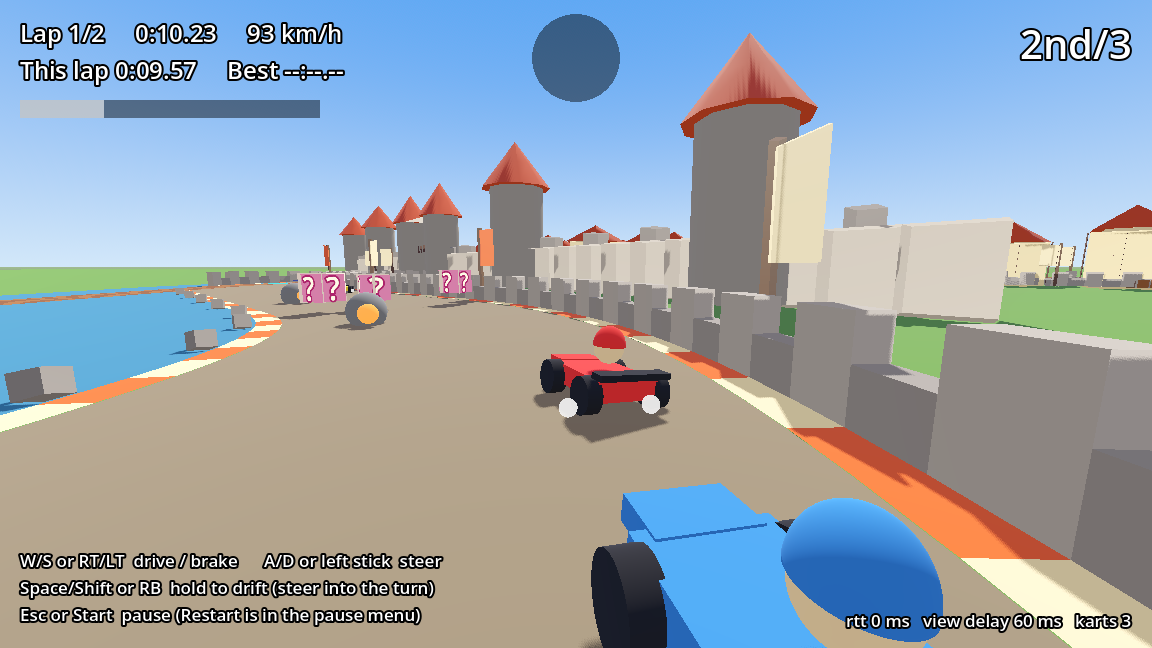 Lap 1/2 0:10.23 93 km/h
2nd/3
This lap 0:09.57 Best --:--.--
? ? ? ? ?
W/S or RT/LT drive / brake A/D or left stick steer
Space/Shift or RB hold to drift (steer into the turn)
Esc or Start pause (Restart is in the pause menu)
rtt 0 ms view delay 60 ms karts 3